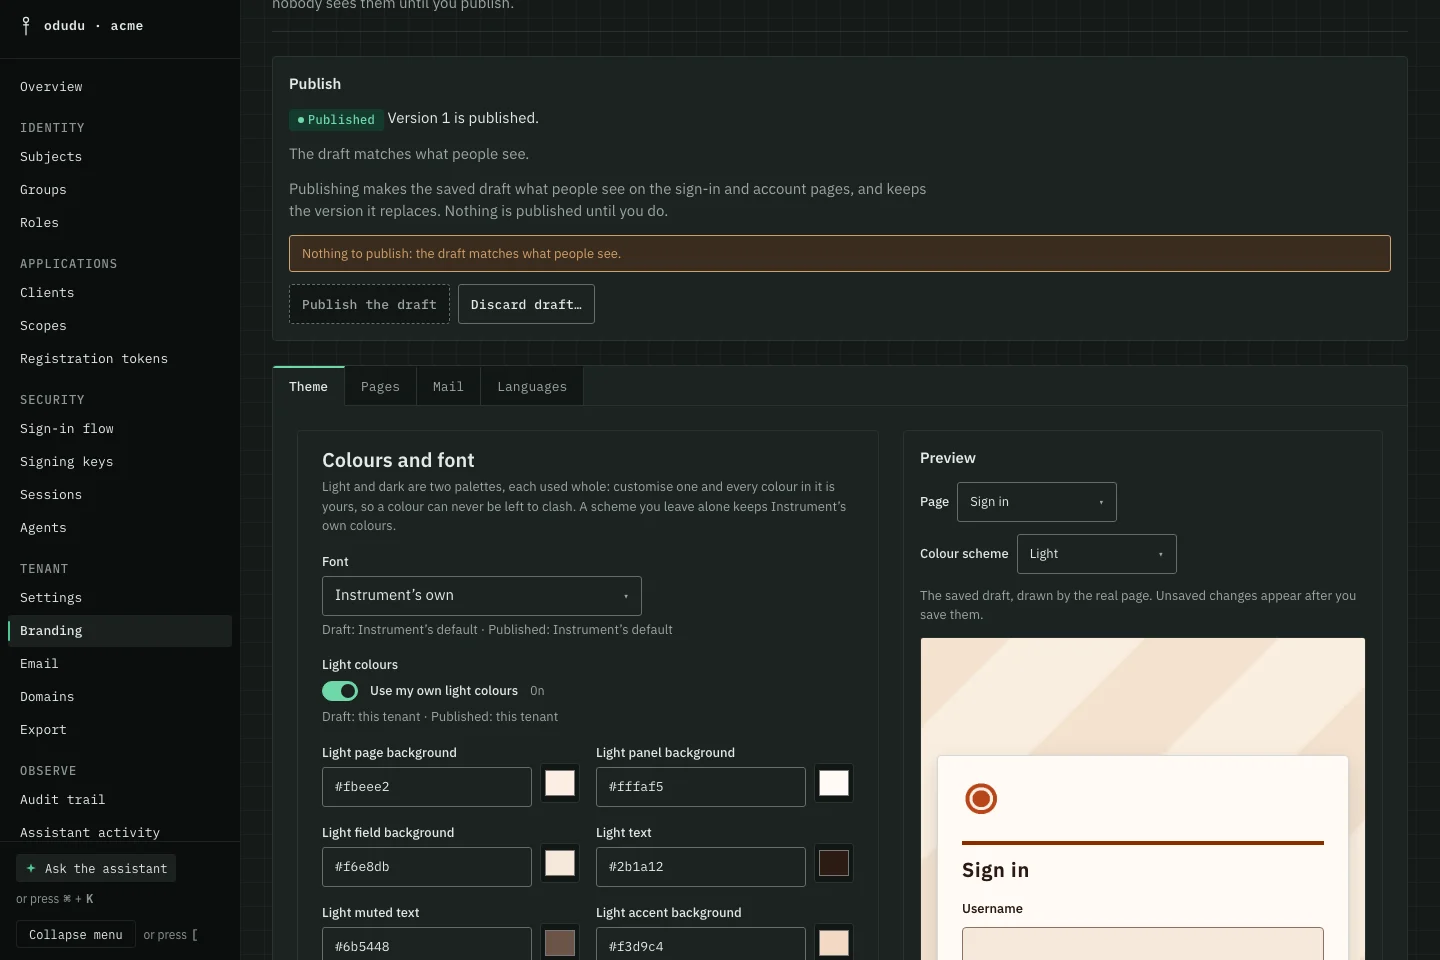 odudu · acme
Overview
IDENTITY
Subjects
Groups
Roles
APPLICATIONS
Clients
Scopes
Registration tokens
SECURITY
Sign-in flow
Signing keys
Sessions
Agents
TENANT
Settings
Branding
Email
Domains
Export
OBSERVE
Audit trail
Assistant activity
Ask the assistant
or press ⌘ + K
Collapse menu or press [
nobody sees them until you publish.
Publish
Published Version 1 is published.
The draft matches what people see.
Publishing makes the saved draft what people see on the sign-in and account pages, and keeps
the version it replaces. Nothing is published until you do.
Nothing to publish: the draft matches what people see.
Publish the draft Discard draft…
Theme Pages Mail Languages
Colours and font
Light and dark are two palettes, each used whole: customise one and every colour in it is
yours, so a colour can never be left to clash. A scheme you leave alone keeps Instrument’s
own colours.
Font
Instrument’s own
Draft: Instrument’s default · Published: Instrument’s default
Light colours
Use my own light colours On
Draft: this tenant · Published: this tenant
Light page background Light panel background
#fbeee2 #fffaf5
Light field background Light text
#f6e8db #2b1a12
Light muted text Light accent background
#6b5448 #f3d9c4
Preview
Page Sign in
Colour scheme Light
The saved draft, drawn by the real page. Unsaved changes appear after you
save them.
Sign in
Username